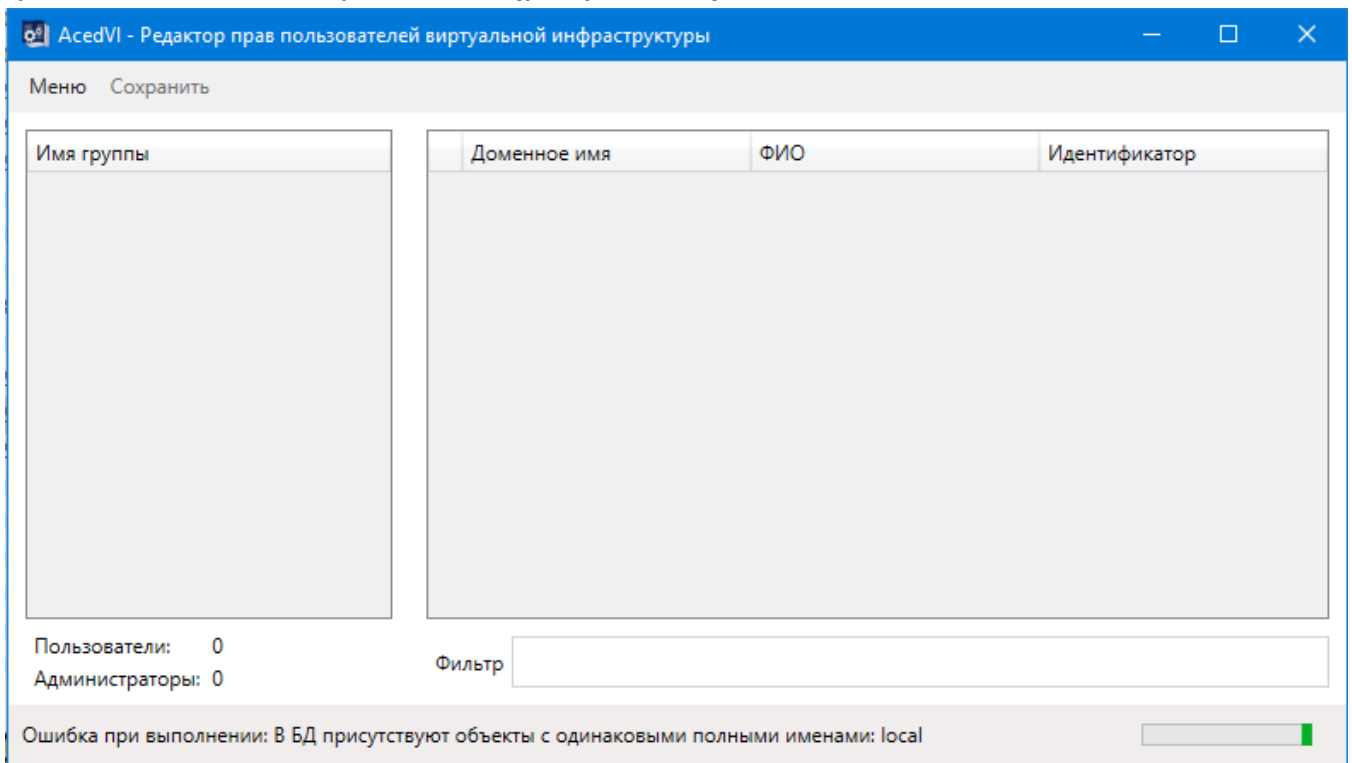 AcedVI - Редактор прав пользователей виртуальной инфраструктуры
Меню Сохранить
Имя группы
Доменное имя ФИО Идентификатор
Пользователи: 0
Администраторы: 0
Фильтр
Ошибка при выполнении: В БД присутствуют объекты с одинаковыми полными именами: local